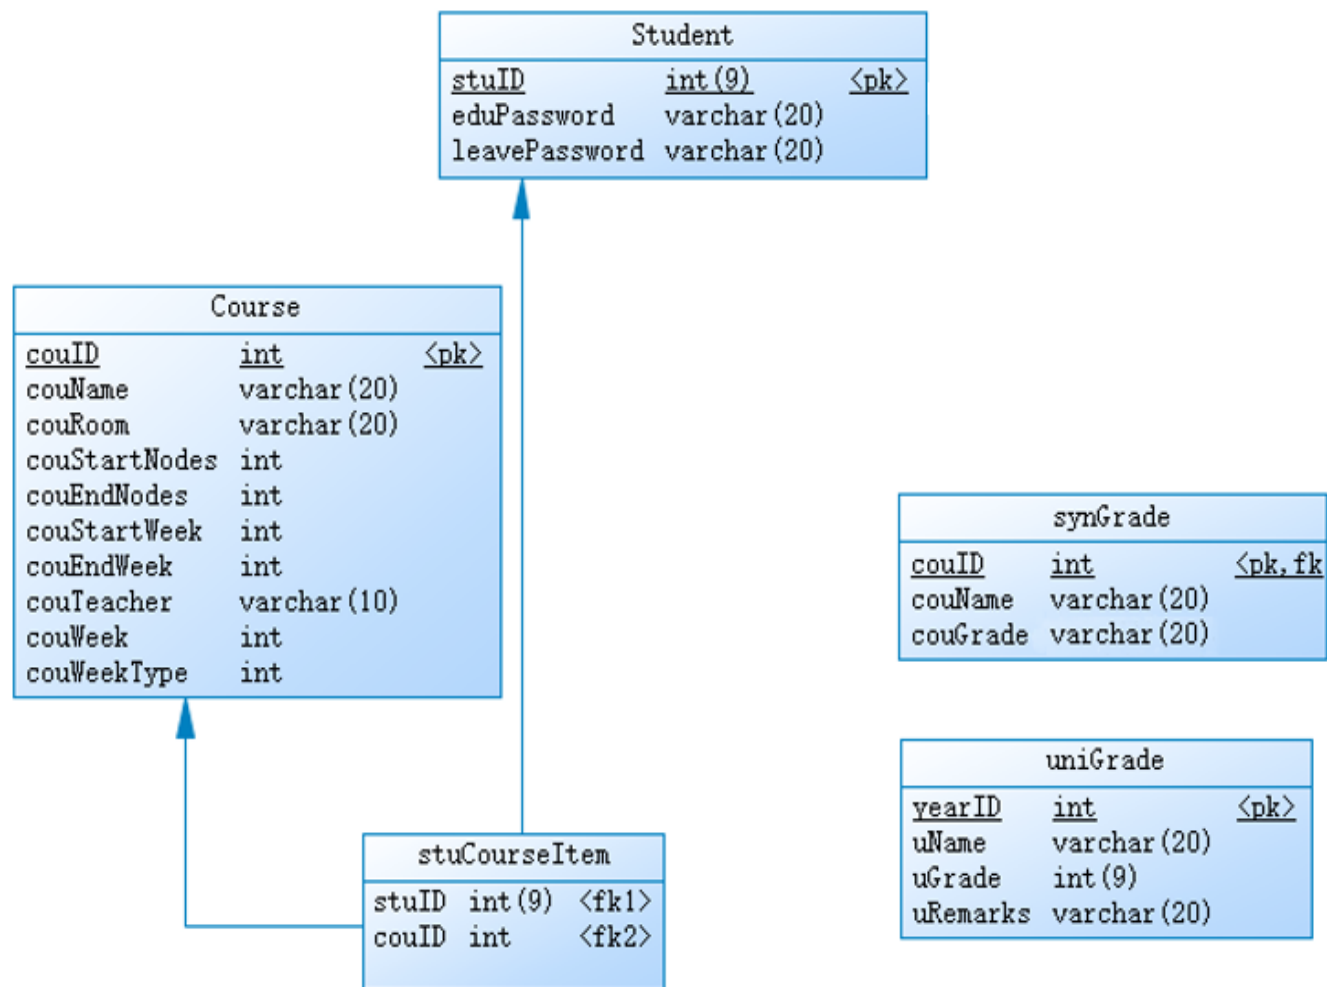 Student
stuID int(9) <pk>
eduPassword varchar(20)
leavePassword varchar(20)
Course
couID int <pk>
couName varchar(20)
couRoom varchar(20)
couStartNodes int
couEndNodes int
couStartWeek int
couEndWeek int
couTeacher varchar(10)
couWeek int
couWeekType int
synGrade
couID int <pk,fk
couName varchar(20)
couGrade varchar(20)
uniGrade
yearID int <pk>
uName varchar(20)
uGrade int(9)
uRemarks varchar(20)
stuCourseItem
stuID int(9) <fk1>
couID int <fk2>